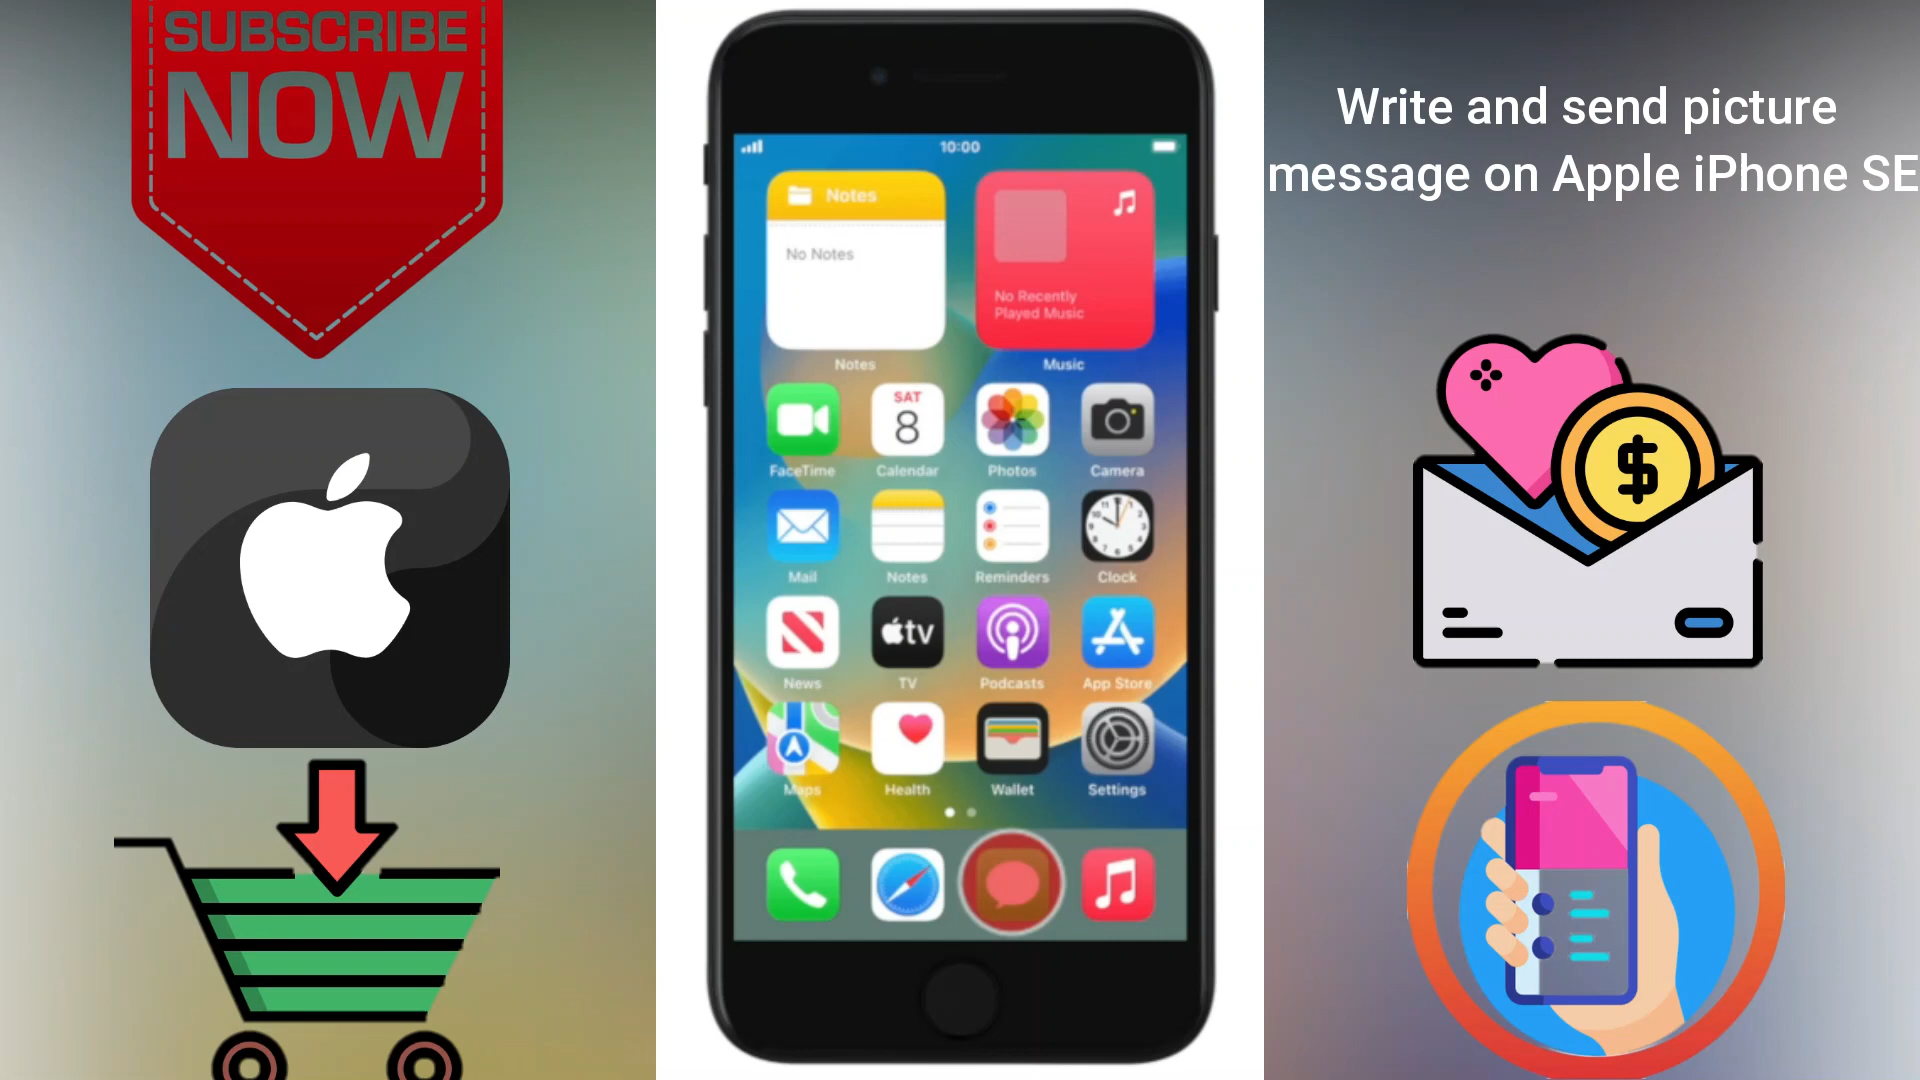 SUBSCRIBE
NOW
10:00
Notes
No Notes
No Recently
Played Music
Notes
Music
FaceTime
SAT
8
Calendar
Photos
Camera
Mail
Notes
Reminders
Clock
News
tv
TV
Podcasts
App Store
Maps
Health
Wallet
Settings
Write and send picture
message on Apple iPhone SE
$